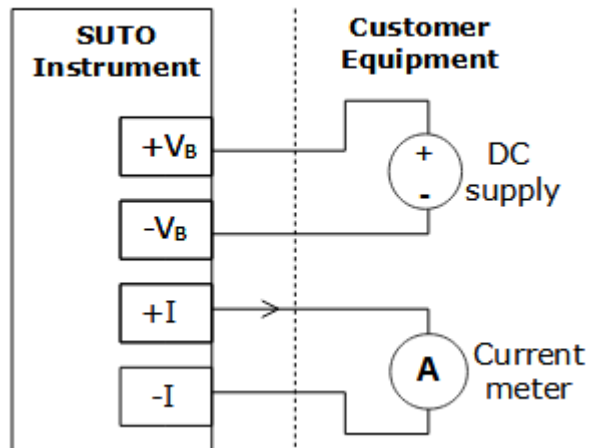 SUTO
Instrument
Customer
Equipment
+VB
+
-
DC
supply
-VB
+I
A
Current
meter
-I